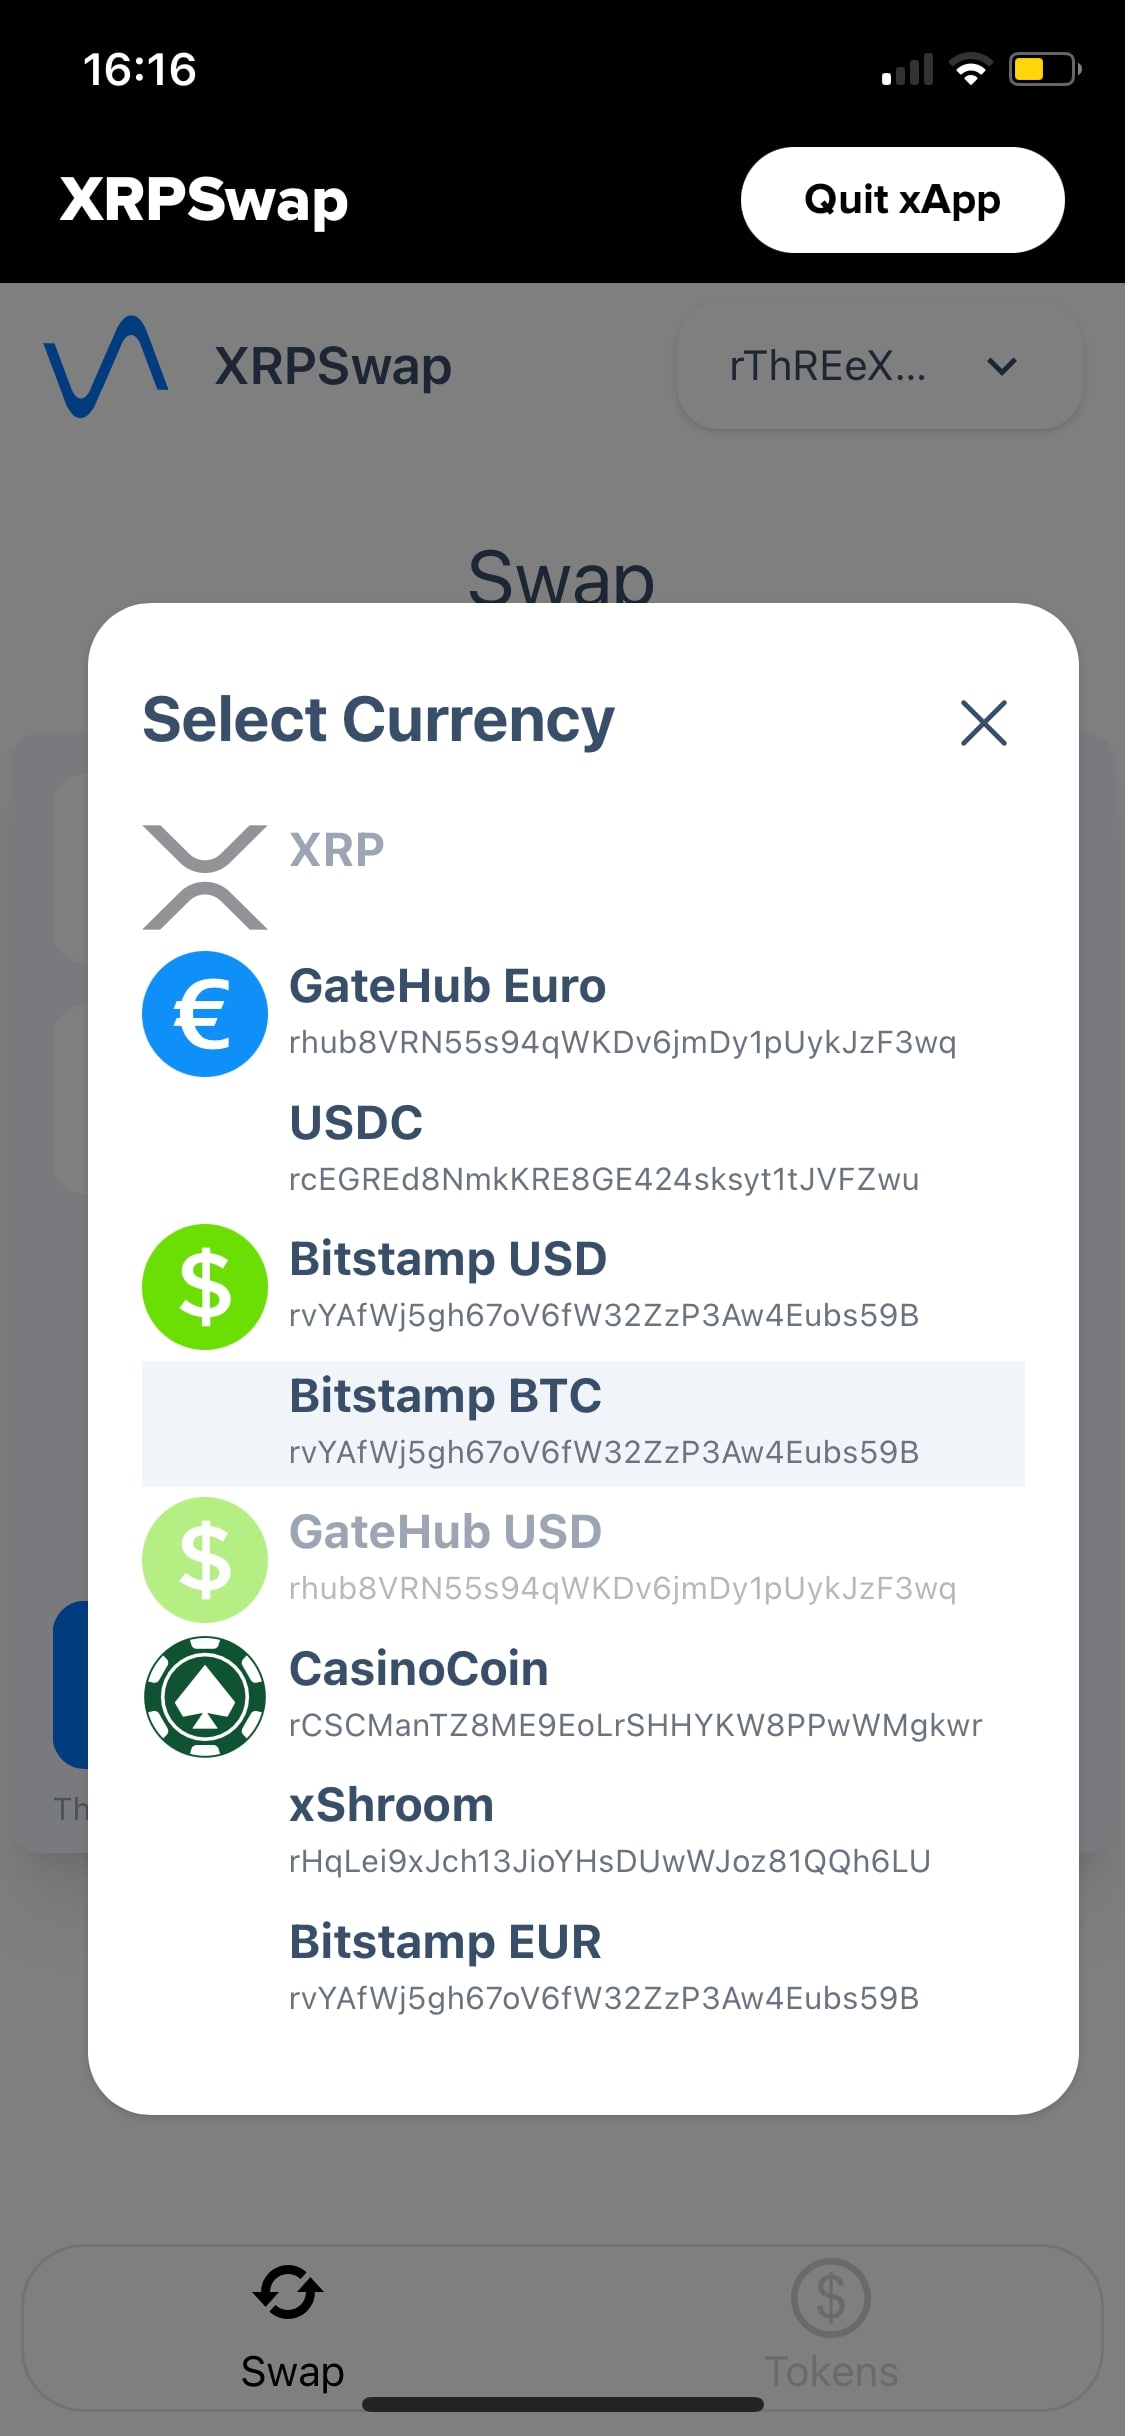 16:16
XRPSwap
Quit xApp
XRPSwap
rThREeX...
Swap
Select Currency
XRP
GateHub Euro
rhub8VRN55s94qWKDv6jmDy1pUykJzF3wq
USDC
rcEGREd8NmkKRE8GE424sksyt1tJVFZwu
Bitstamp USD
rvYAfWj5gh67oV6fW32ZzP3Aw4Eubs59B
Bitstamp BTC
rvYAfWj5gh67oV6fW32ZzP3Aw4Eubs59B
GateHub USD
rhub8VRN55s94qWKDv6jmDy1pUykJzF3wq
CasinoCoin
rCSCManTZ8ME9EoLrSHHYKW8PPwWMgkwr
xShroom
rHqLei9xJch13JioYHsDUwWJoz81QQh6LU
Th
Bitstamp EUR
rvYAfWj5gh67oV6fW32ZzP3Aw4Eubs59B
Swap
Tokens